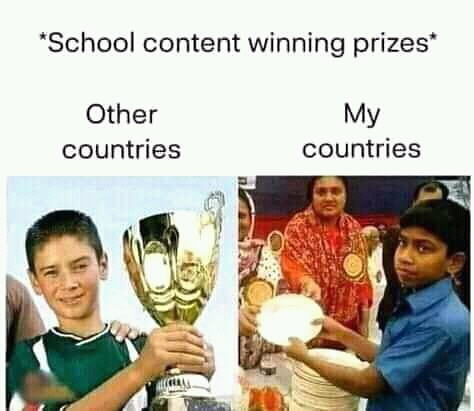 *School content winning prizes*
Other
countries
My
countries